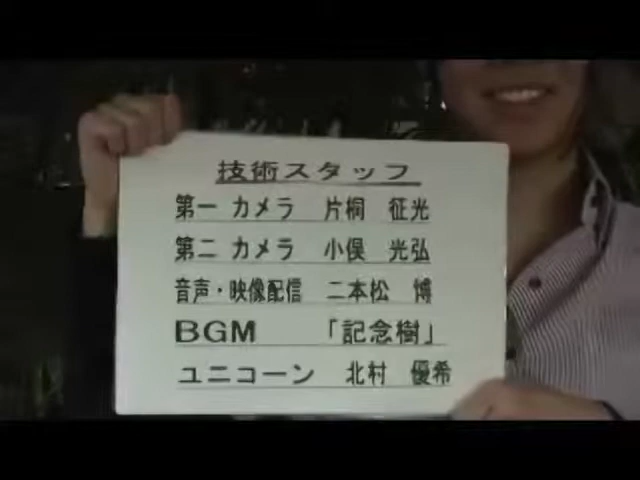 技術スタッフ
第一 カメラ 片桐 征光
第二 カメラ 小俣 光弘
音声・映像配信 二本松 博
BGM 「記念樹」
ユニコーン 北村 優希